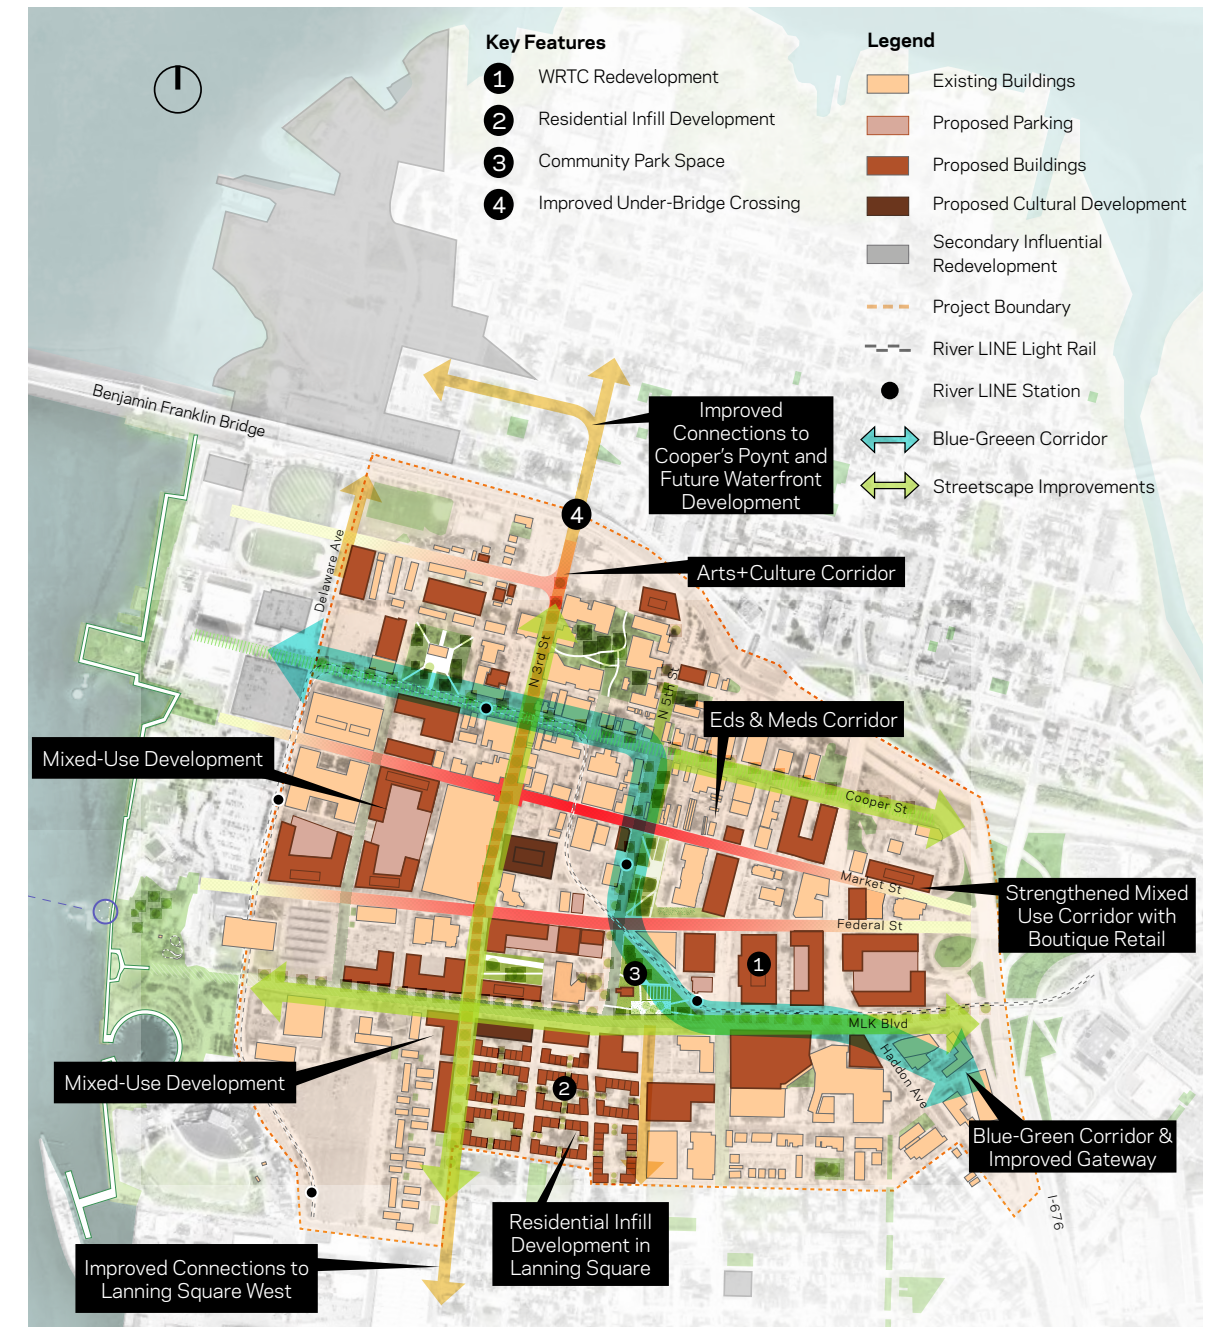 Key Features
1 WRTC Redevelopment
2 Residential Infill Development
3 Community Park Space
4 Improved Under-Bridge Crossing
Legend
Existing Buildings
Proposed Parking
Proposed Buildings
Proposed Cultural Development
Secondary Influential
Redevelopment
Project Boundary
River LINE Light Rail
River LINE Station
Blue-Greeen Corridor
Streetscape Improvements
Benjamin Franklin Bridge
Improved
Connections to
Cooper's Poynt and
Future Waterfront
Development
4
Delaware Ave
Arts+Culture Corridor
N 3rd St
N 5th St
Eds & Meds Corridor
Mixed-Use Development
Cooper St
Market St
Strengthened Mixed
Use Corridor with
Boutique Retail
Federal St
1
3
MLK Blvd
Haddon Ave
Mixed-Use Development
2
Blue-Green Corridor &
Improved Gateway
I-676
Residential Infill
Development in
Lanning Square
Improved Connections to
Lanning Square West